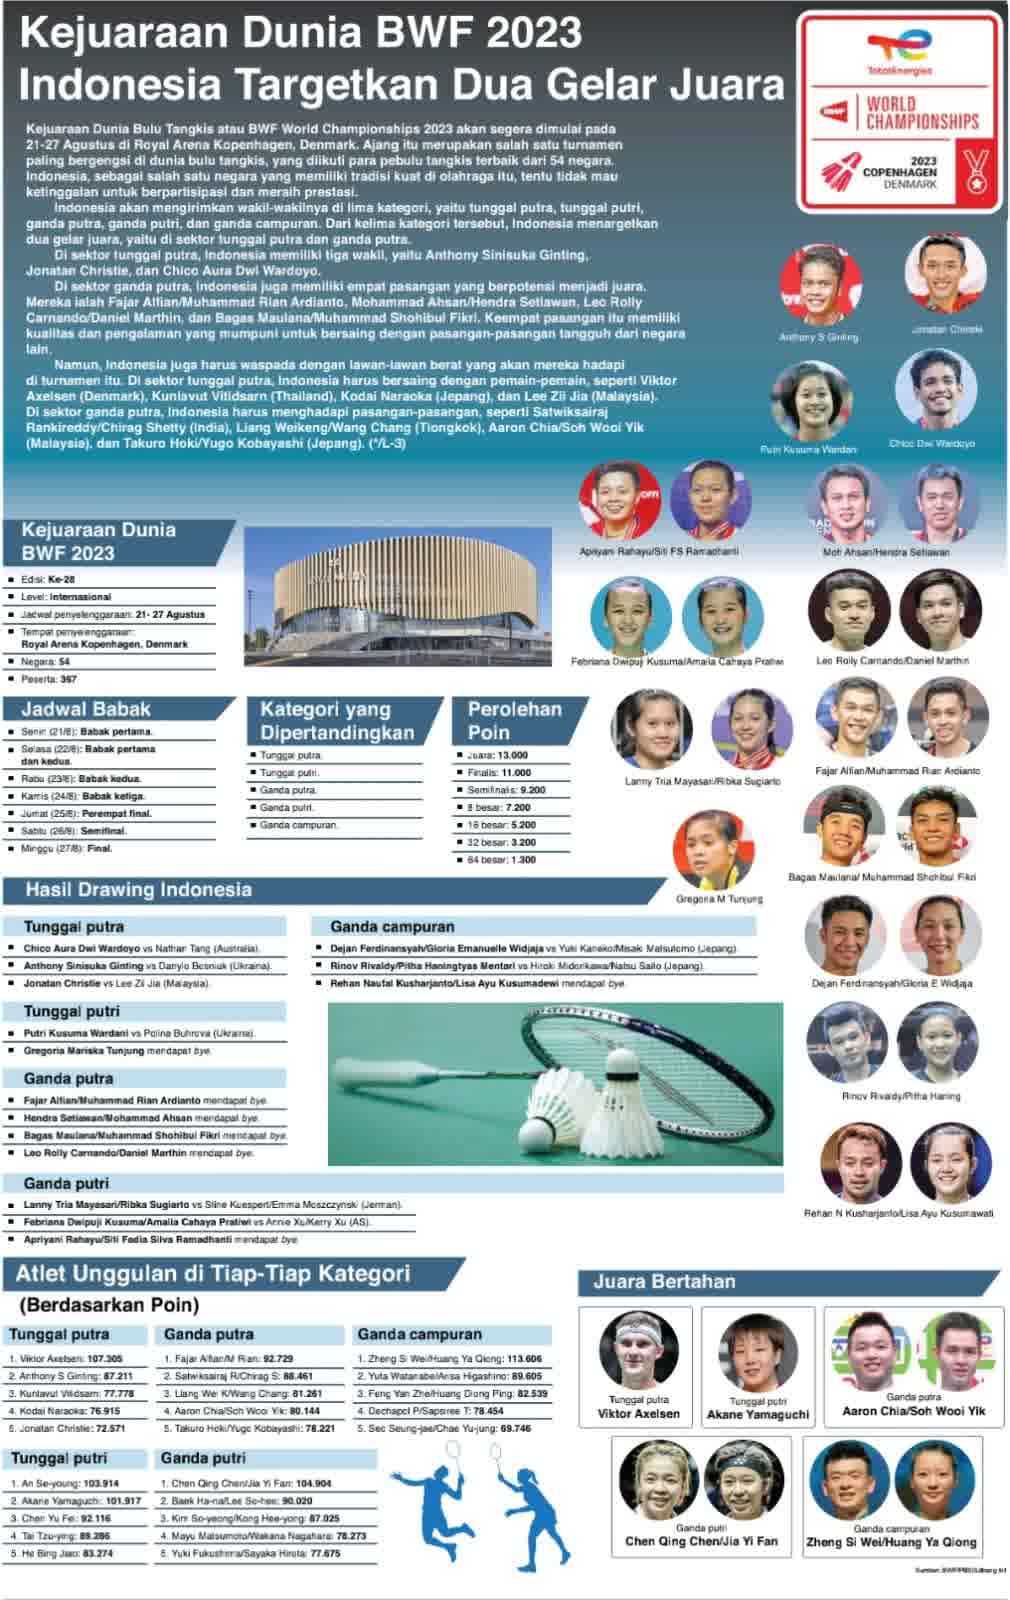 Kejuaraan Dunia BWF 2023
Indonesia Targetkan Dua Gelar Juara
TotalEnergies
BWF
WORLD
CHAMPIONSHIPS
2023
COPENHAGEN
DENMARK
Kejuaraan Dunia Bulu Tangkis atau BWF World Championships 2023 akan segera dimulai pada
21-27 Agustus di Royal Arena Kopenhagen, Denmark. Ajang itu merupakan salah satu turnamen
paling bergengsi di dunia bulu tangkis, yang diikuti para pebulu tangkis terbaik dari 54 negara.
Indonesia, sebagai salah satu negara yang memiliki tradisi kuat di olahraga itu, tentu tidak mau
ketinggalan untuk berpartisipasi dan meraih prestasi.
Indonesia akan mengirimkan wakil-wakilnya di lima kategori, yaitu tunggal putra, tunggal putri,
ganda putra, ganda putri, dan ganda campuran. Dari kelima kategori tersebut, Indonesia menargetkan
dua gelar juara, yaitu di sektor tunggal putra dan ganda putra.
Di sektor tunggal putra, Indonesia memiliki tiga wakil, yaitu Anthony Sinisuka Ginting,
Jonatan Christie, dan Chico Aura Dwi Wardoyo.
Di sektor ganda putra, Indonesia juga memiliki empat pasangan yang berpotensi menjadi juara.
Mereka ialah Fajar Alfian/Muhammad Rian Ardianto, Mohammad Ahsan/Hendra Setiawan, Leo Rolly
Carnando/Daniel Marthin, dan Bagas Maulana/Muhammad Shohibul Fikri. Keempat pasangan itu memiliki
kualitas dan pengalaman yang mumpuni untuk bersaing dengan pasangan-pasangan tangguh dari negara
lain.
Namun, Indonesia juga harus waspada dengan lawan-lawan berat yang akan mereka hadapi
di turnamen itu. Di sektor tunggal putra, Indonesia harus bersaing dengan pemain-pemain, seperti Viktor
Axelsen (Denmark), Kunlavut Vitidsarn (Thailand), Kodai Naraoka (Jepang), dan Lee Zii Jia (Malaysia).
Di sektor ganda putra, Indonesia harus menghadapi pasangan-pasangan, seperti Satwiksairaj
Rankireddy/Chirag Shetty (India), Liang Weikeng/Wang Chang (Tiongkok), Aaron Chia/Soh Wooi Yik
(Malaysia), dan Takuro Hoki/Yugo Kobayashi (Jepang). (*/L-3)
Anthony S Ginting
Jonatan Christie
Putri Kusuma Wardani
Chico Dwi Wardoyo
Apriyani Rahayu/Siti FS Ramadhanti
Moh Ahsan/Hendra Setiawan
Febriana Dwipuji Kusuma/Amalia Cahaya Pratiwi
Leo Rolly Carnando/Daniel Marthin
Lanny Tria Mayasari/Ribka Sugiarto
Fajar Alfian/Muhammad Rian Ardianto
Gregoria M Tunjung
Bagas Maulana/ Muhammad Shohibul Fikri
Dejan Ferdinansyah/Gloria E Widjaja
Rinov Rivaldy/Pitha Haning
Rehan N Kusharjanto/Lisa Ayu Kusumawati
Kejuaraan Dunia
BWF 2023
Edisi: Ke-28
Level: Internasional
Jadwal penyelenggaraan: 21- 27 Agustus
Tempat penyelenggaraan:
Royal Arena Kopenhagen, Denmark
Negara: 54
Peserta: 367
Jadwal Babak
Senin (21/8): Babak pertama.
Selasa (22/8): Babak pertama
dan kedua.
Rabu (23/8): Babak kedua.
Kamis (24/8): Babak ketiga.
Jumat (25/8): Perempat final.
Sabtu (26/8): Semifinal.
Minggu (27/8): Final.
Kategori yang
Dipertandingkan
Tunggal putra.
Tunggal putri.
Ganda putra.
Ganda putri.
Ganda campuran.
Perolehan
Poin
Juara: 13.000
Finalis: 11.000
Semifinalis: 9.200
8 besar: 7.200
16 besar: 5.200
32 besar: 3.200
64 besar: 1.300
Hasil Drawing Indonesia
Tunggal putra
Chico Aura Dwi Wardoyo vs Nathan Tang (Australia).
Anthony Sinisuka Ginting vs Danylo Bosniuk (Ukraina).
Jonatan Christie vs Lee Zii Jia (Malaysia).
Ganda campuran
Dejan Ferdinansyah/Gloria Emanuelle Widjaja vs Yuki Kaneko/Misaki Matsutomo (Jepang).
Rinov Rivaldy/Pitha Haningtyas Mentari vs Hiroki Midorikawa/Natsu Saito (Jepang).
Rehan Naufal Kusharjanto/Lisa Ayu Kusumadewi mendapat bye.
Tunggal putri
Putri Kusuma Wardani vs Polina Buhrova (Ukraina).
Gregoria Mariska Tunjung mendapat bye.
Ganda putra
Fajar Alfian/Muhammad Rian Ardianto mendapat bye.
Hendra Setiawan/Mohammad Ahsan mendapat bye.
Bagas Maulana/Muhammad Shohibul Fikri mendapat bye.
Leo Rolly Carnando/Daniel Marthin mendapat bye.
Ganda putri
Lanny Tria Mayasari/Ribka Sugiarto vs Stine Kuespert/Emma Moszczynski (Jerman).
Febriana Dwipuji Kusuma/Amalia Cahaya Pratiwi vs Annie Xu/Kerry Xu (AS).
Apriyani Rahayu/Siti Fadia Silva Ramadhanti mendapat bye.
Atlet Unggulan di Tiap-Tiap Kategori
(Berdasarkan Poin)
Tunggal putra
1. Viktor Axelsen: 107.305
2. Anthony S Ginting: 87.211
3. Kunlavut Vitidsarn: 77.778
4. Kodai Naraoka: 76.915
5. Jonatan Christie: 72.571
Ganda putra
1. Fajar Alfian/M Rian: 92.729
2. Satwiksairaj R/Chirag S: 88.461
3. Liang Wei K/Wang Chang: 81.261
4. Aaron Chia/Soh Wooi Yik: 80.144
5. Takuro Hoki/Yugo Kobayashi: 78.221
Ganda campuran
1. Zheng Si Wei/Huang Ya Qiong: 113.606
2. Yuta Watanabe/Arisa Higashino: 89.605
3. Feng Yan Zhe/Huang Diong Ping: 82.539
4. Dechapol P/Sapsiree T: 78.454
5. Seo Seung-jae/Chae Yu-jung: 69.746
Tunggal putri
1. An Se-young: 103.914
2. Akane Yamaguchi: 101.917
3. Chen Yu Fei: 92.116
4. Tai Tzu-ying: 89.286
5. He Bing Jiao: 83.274
Ganda putri
1. Chen Qing Chen/Jia Yi Fan: 104.904
2. Baek Ha-na/Lee So-hee: 90.020
3. Kim So-yeong/Kong Hee-yong: 87.025
4. Mayu Matsumoto/Wakana Nagahara: 78.273
5. Yuki Fukushima/Sayaka Hirota: 77.675
Juara Bertahan
Tunggal putra
Viktor Axelsen
Tunggal putri
Akane Yamaguchi
Ganda putra
Aaron Chia/Soh Wooi Yik
Ganda putri
Chen Qing Chen/Jia Yi Fan
Ganda campuran
Zheng Si Wei/Huang Ya Qiong